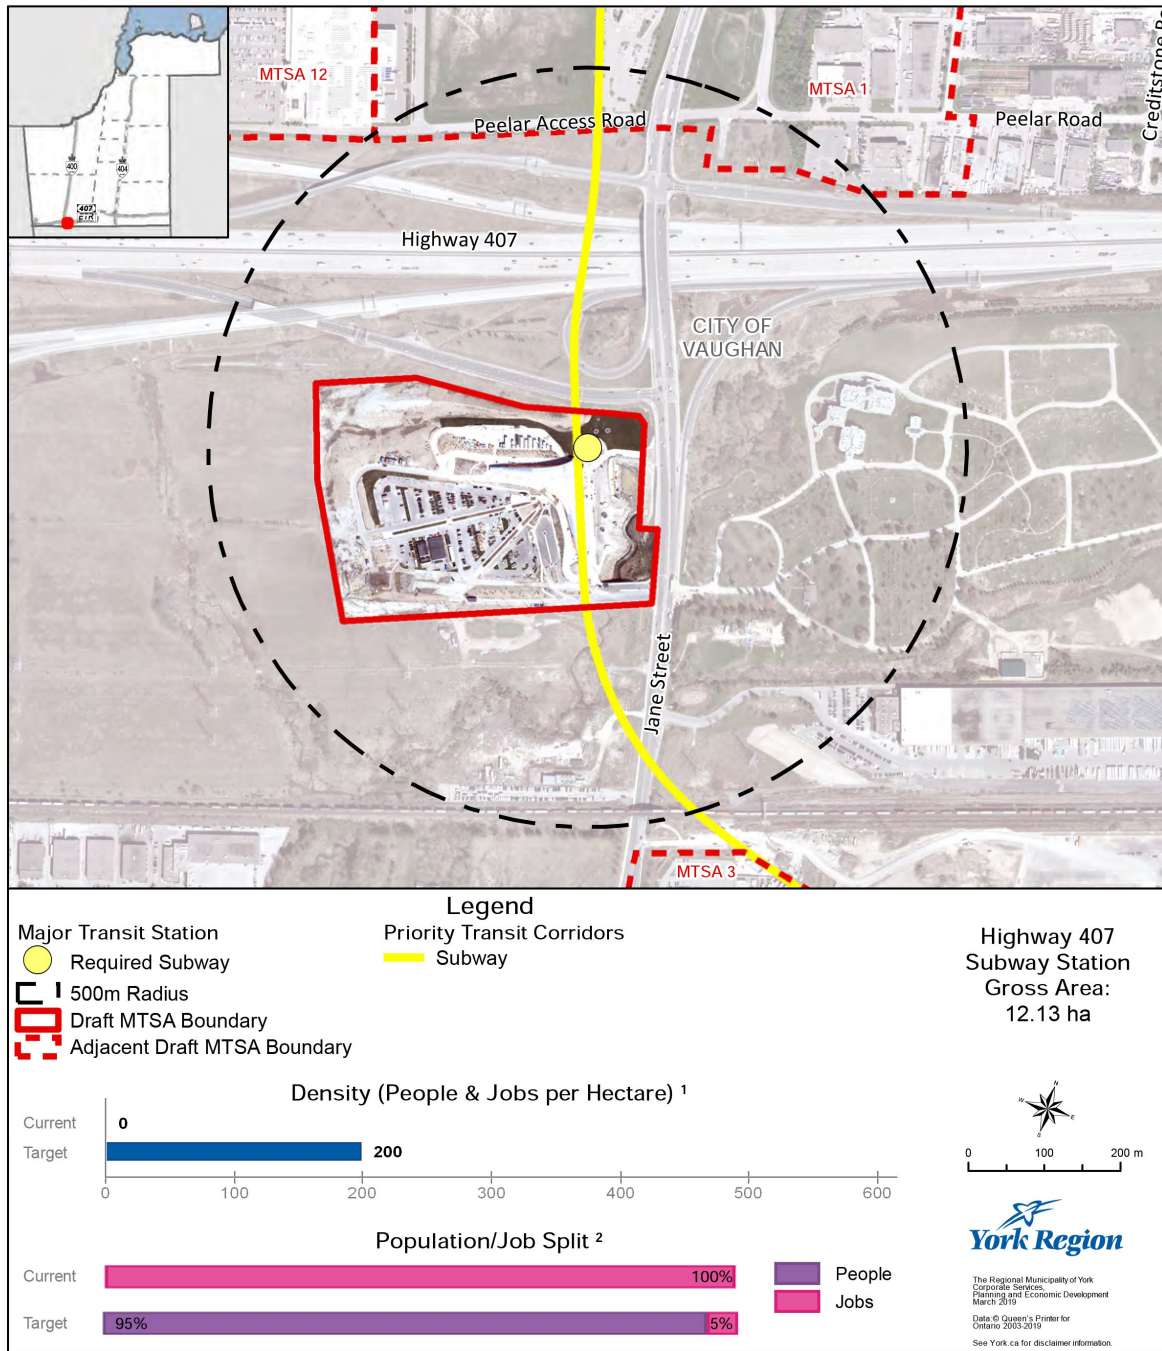 400
404
407
ETR
MTSA 12
MTSA 1
Peelar Access Road
Peelar Road
Creditstone Ro
Highway 407
CITY OF
VAUGHAN
Jane Street
MTSA 3
Legend
Major Transit Station
Required Subway
500m Radius
Draft MTSA Boundary
Adjacent Draft MTSA Boundary
Priority Transit Corridors
Subway
Highway 407
Subway Station
Gross Area:
12.13 ha
Density (People & Jobs per Hectare) ¹
Current 0
Target 200
0 100 200 300 400 500 600
Population/Job Split ²
Current 100%
Target 95% 5%
People
Jobs
N
W
E
S
0 100 200 m
York Region
The Regional Municipality of York
Corporate Services,
Planning and Economic Development
March 2019
Data:© Queen's Printer for
Ontario 2003-2019
See York.ca for disclaimer information.